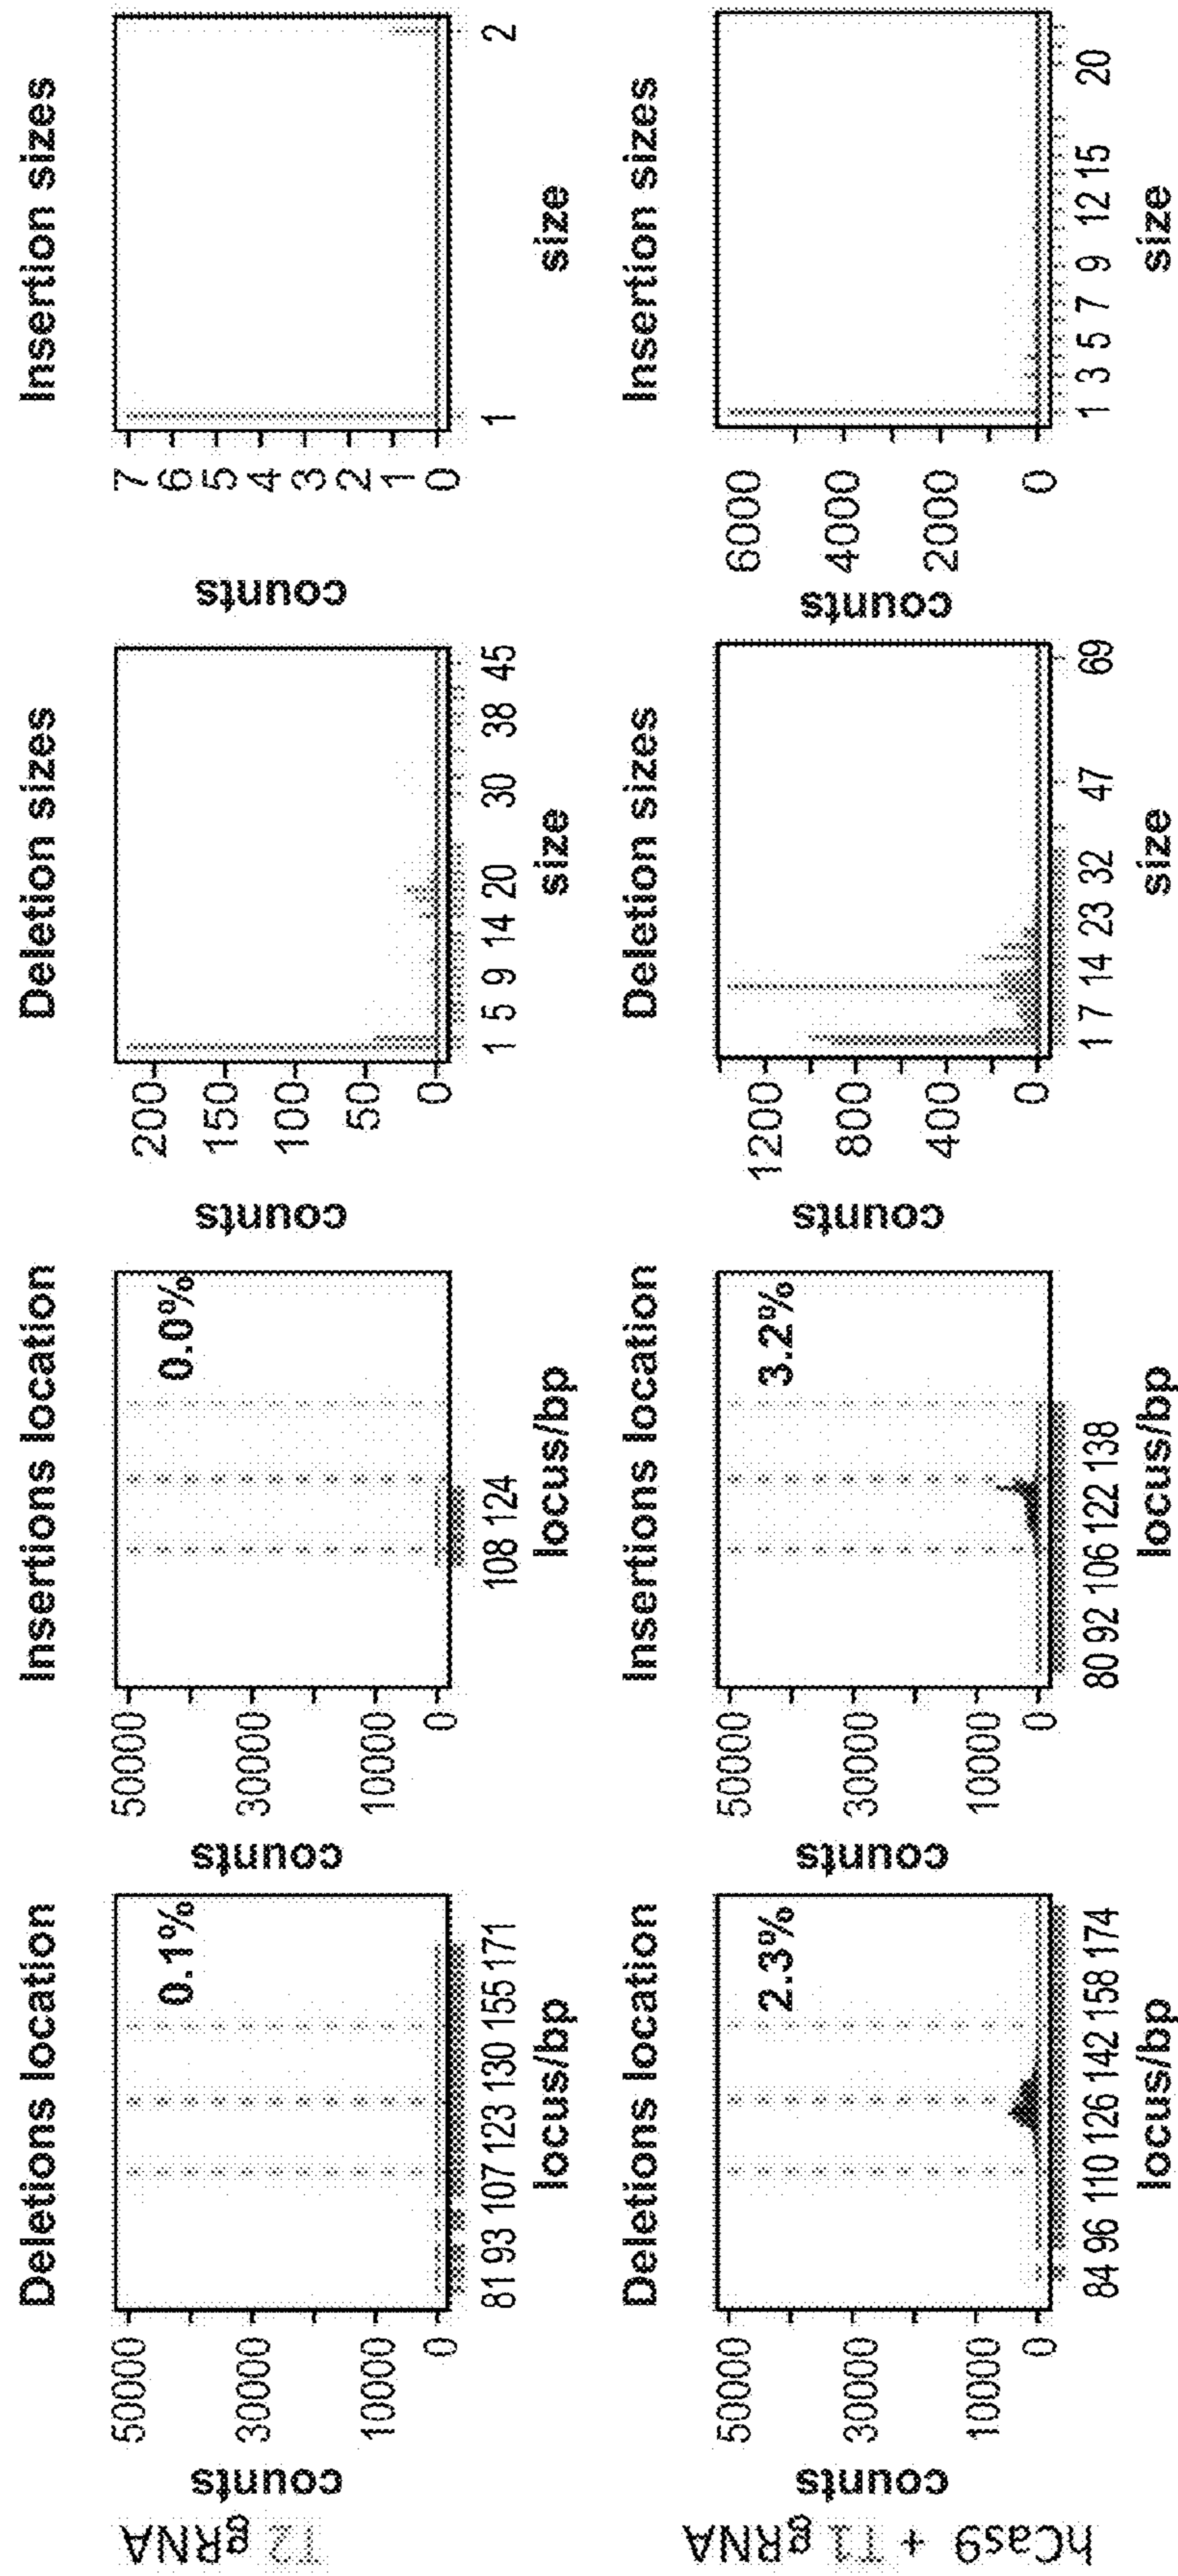 T2 gRNA
Deletions location
counts
50000
30000
10000
0
0.1%
81 93 107 123 130 155 171
locus/bp
Insertions location
counts
50000
30000
10000
0
0.0%
108 124
locus/bp
Deletion sizes
counts
200
150
100
50
0
1 5 9 14 20 30 38 45
size
Insertion sizes
counts
7
6
5
4
3
2
1
0
1 2
size
hCas9 + T1 gRNA
Deletions location
counts
50000
30000
10000
0
2.3%
84 96 110 126 142 158 174
locus/bp
Insertions location
counts
50000
30000
10000
0
3.2%
80 92 106 122 138
locus/bp
Deletion sizes
counts
1200
800
400
0
1 7 14 23 32 47 69
size
Insertion sizes
counts
6000
4000
2000
0
1 3 5 7 9 12 15 20
size